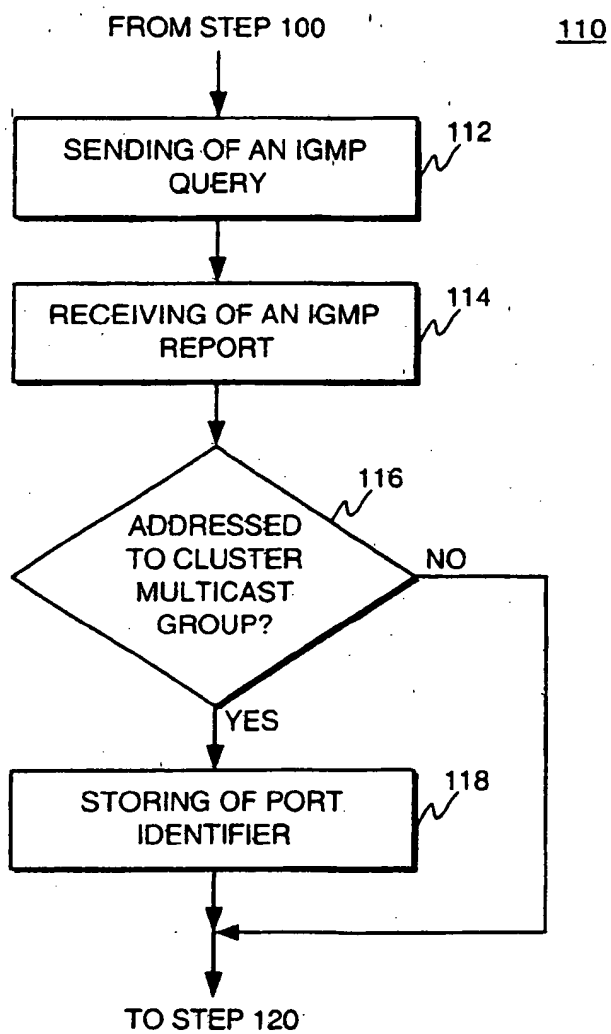 FROM STEP 100
110
SENDING OF AN IGMP
QUERY
112
RECEIVING OF AN IGMP
REPORT
114
116
ADDRESSED
TO CLUSTER
MULTICAST
GROUP?
NO
YES
STORING OF PORT
IDENTIFIER
118
TO STEP 120